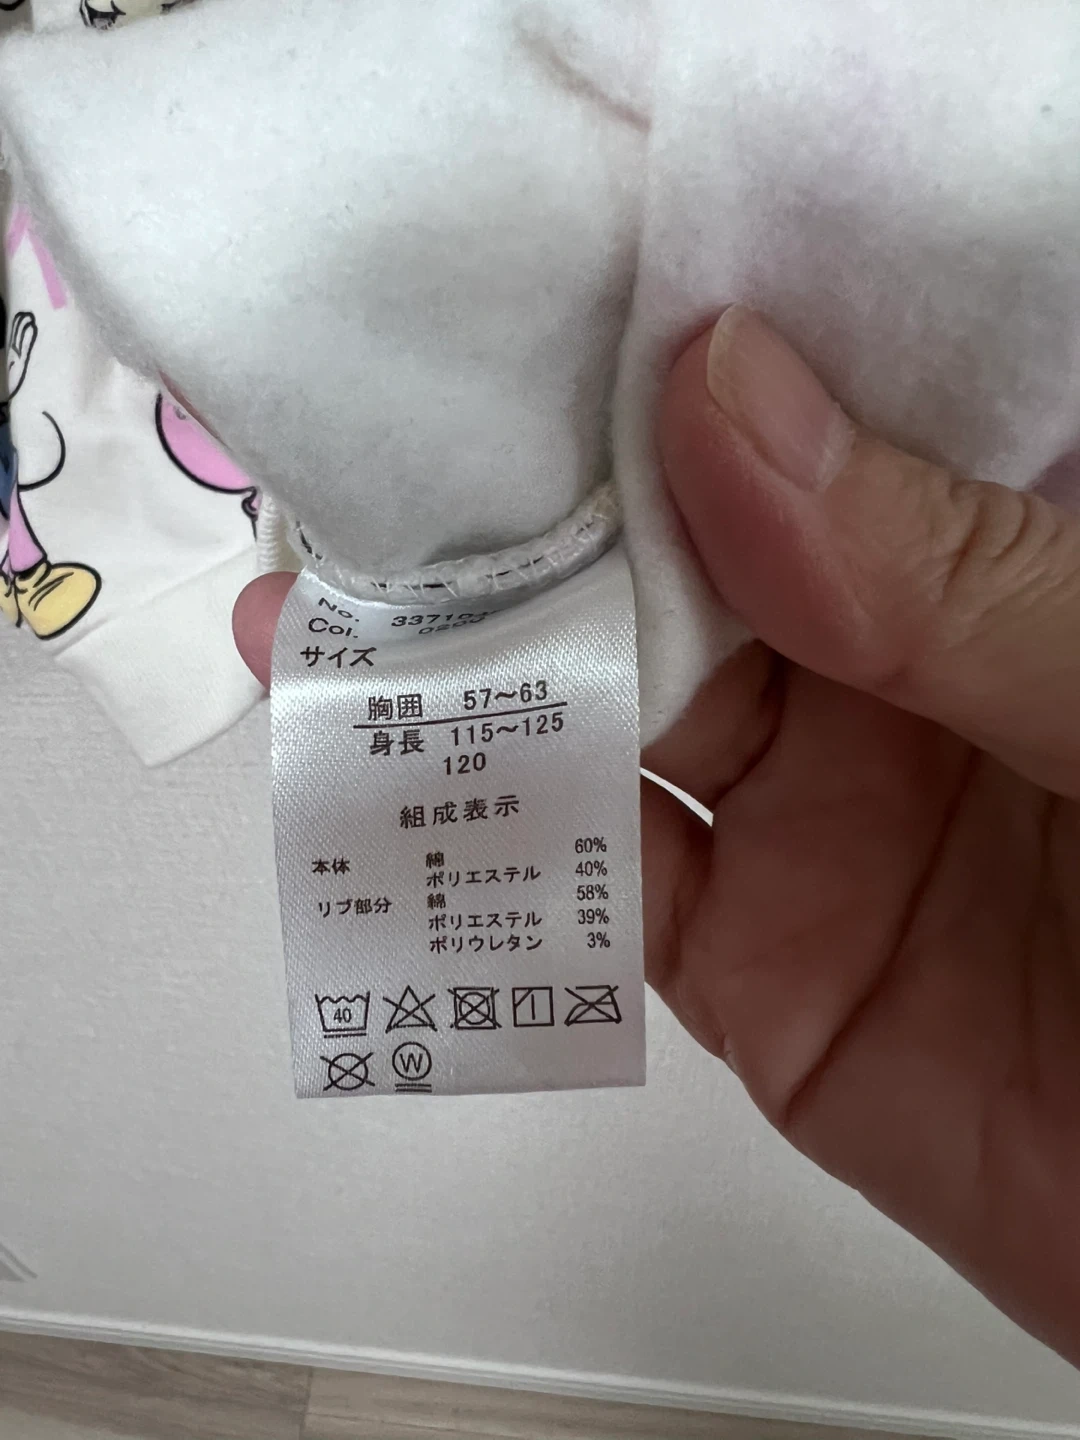 No.
Col.
サイズ
胸囲 57～63
身長 115～125
120
組成表示
本体 綿 60%
ポリエステル 40%
リブ部分 綿 58%
ポリエステル 39%
ポリウレタン 3%
40
W